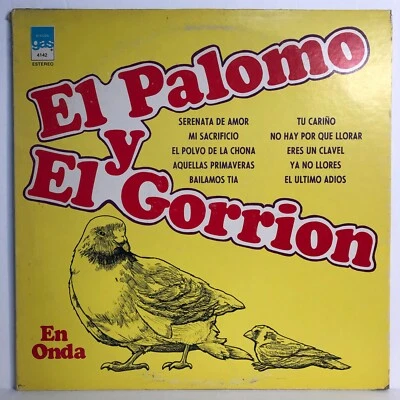 gas
4142
ESTEREO
El Palomo
y
El Gorrion
SERENATA DE AMOR
MI SACRIFICIO
EL POLVO DE LA CHONA
AQUELLAS PRIMAVERAS
BAILAMOS TIA
TU CARIÑO
NO HAY POR QUE LLORAR
ERES UN CLAVEL
YA NO LLORES
EL ULTIMO ADIOS
En
Onda